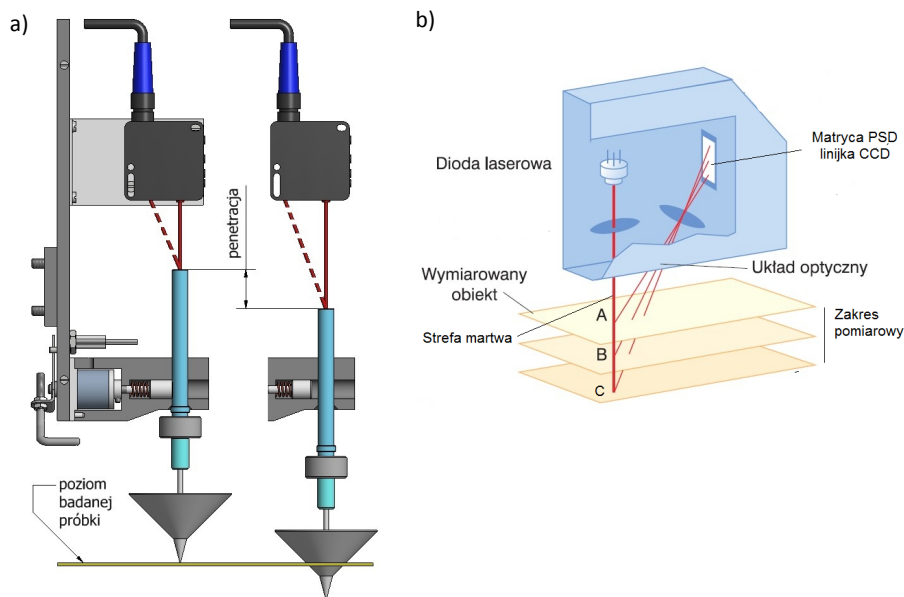 a)
penetracja
poziom
badanej
próbki
b)
Dioda laserowa
Matryca PSD
linijka CCD
Układ optyczny
Wymiarowany
obiekt
Strefa martwa
A
B
C
Zakres
pomiarowy